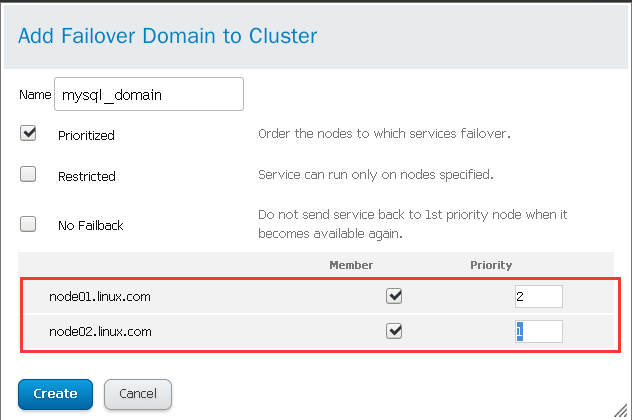 Add Failover Domain to Cluster
Name mysql_domain
Prioritized Order the nodes to which services failover.
Restricted Service can run only on nodes specified.
No Failback Do not send service back to 1st priority node when it
becomes available again.
Member Priority
node01.linux.com 2
node02.linux.com 1
Create Cancel